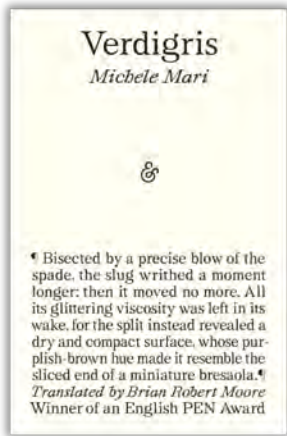 Verdigris
Michele Mari
&
¶ Bisected by a precise blow of the
spade, the slug writhed a moment
longer; then it moved no more. All
its glittering viscosity was left in its
wake, for the split instead revealed a
dry and compact surface, whose pur-
plish-brown hue made it resemble the
sliced end of a miniature bresaola.¶
Translated by Brian Robert Moore
Winner of an English PEN Award